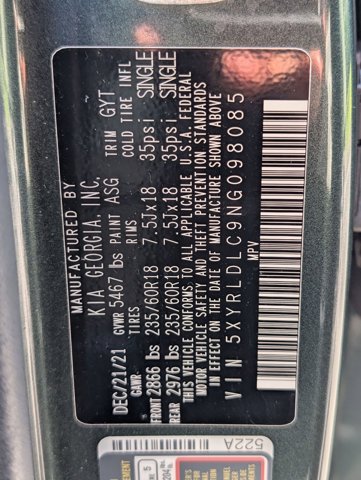 MANUFACTURED BY
KIA GEORGIA, INC.
DEC/21/21 PAINT ASG TRIM GYT
GVWR 5467 lbs
GAWR: TIRES RIMS COLD TIRE INFL
FRONT 2866 lbs 235/60R18 7.5Jx18 35psi SINGLE
REAR 2976 lbs 235/60R18 7.5Jx18 35psi SINGLE
THIS VEHICLE CONFORMS TO ALL APPLICABLE U.S.A. FEDERAL
MOTOR VEHICLE SAFETY AND THEFT PREVENTION STANDARDS
IN EFFECT ON THE DATE OF MANUFACTURE SHOWN ABOVE
VIN 5XYRLDLC9NG098085
MPV
522A